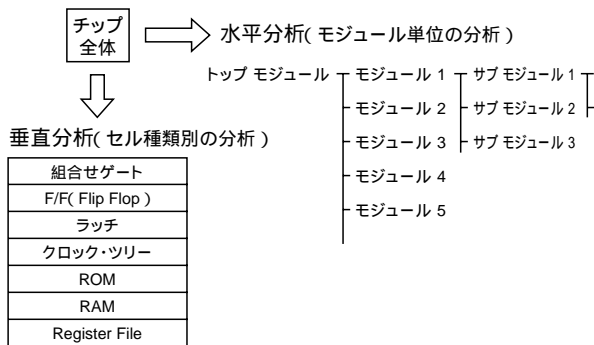 チップ
全体
水平分析( モジュール単位の分析 )
トップ モジュール モジュール 1 サブ モジュール 1
モジュール 2 サブ モジュール 2
モジュール 3 サブ モジュール 3
モジュール 4
モジュール 5
垂直分析( セル種類別の分析 )
組合せゲート
F/F( Flip Flop )
ラッチ
クロック・ツリー
ROM
RAM
Register File